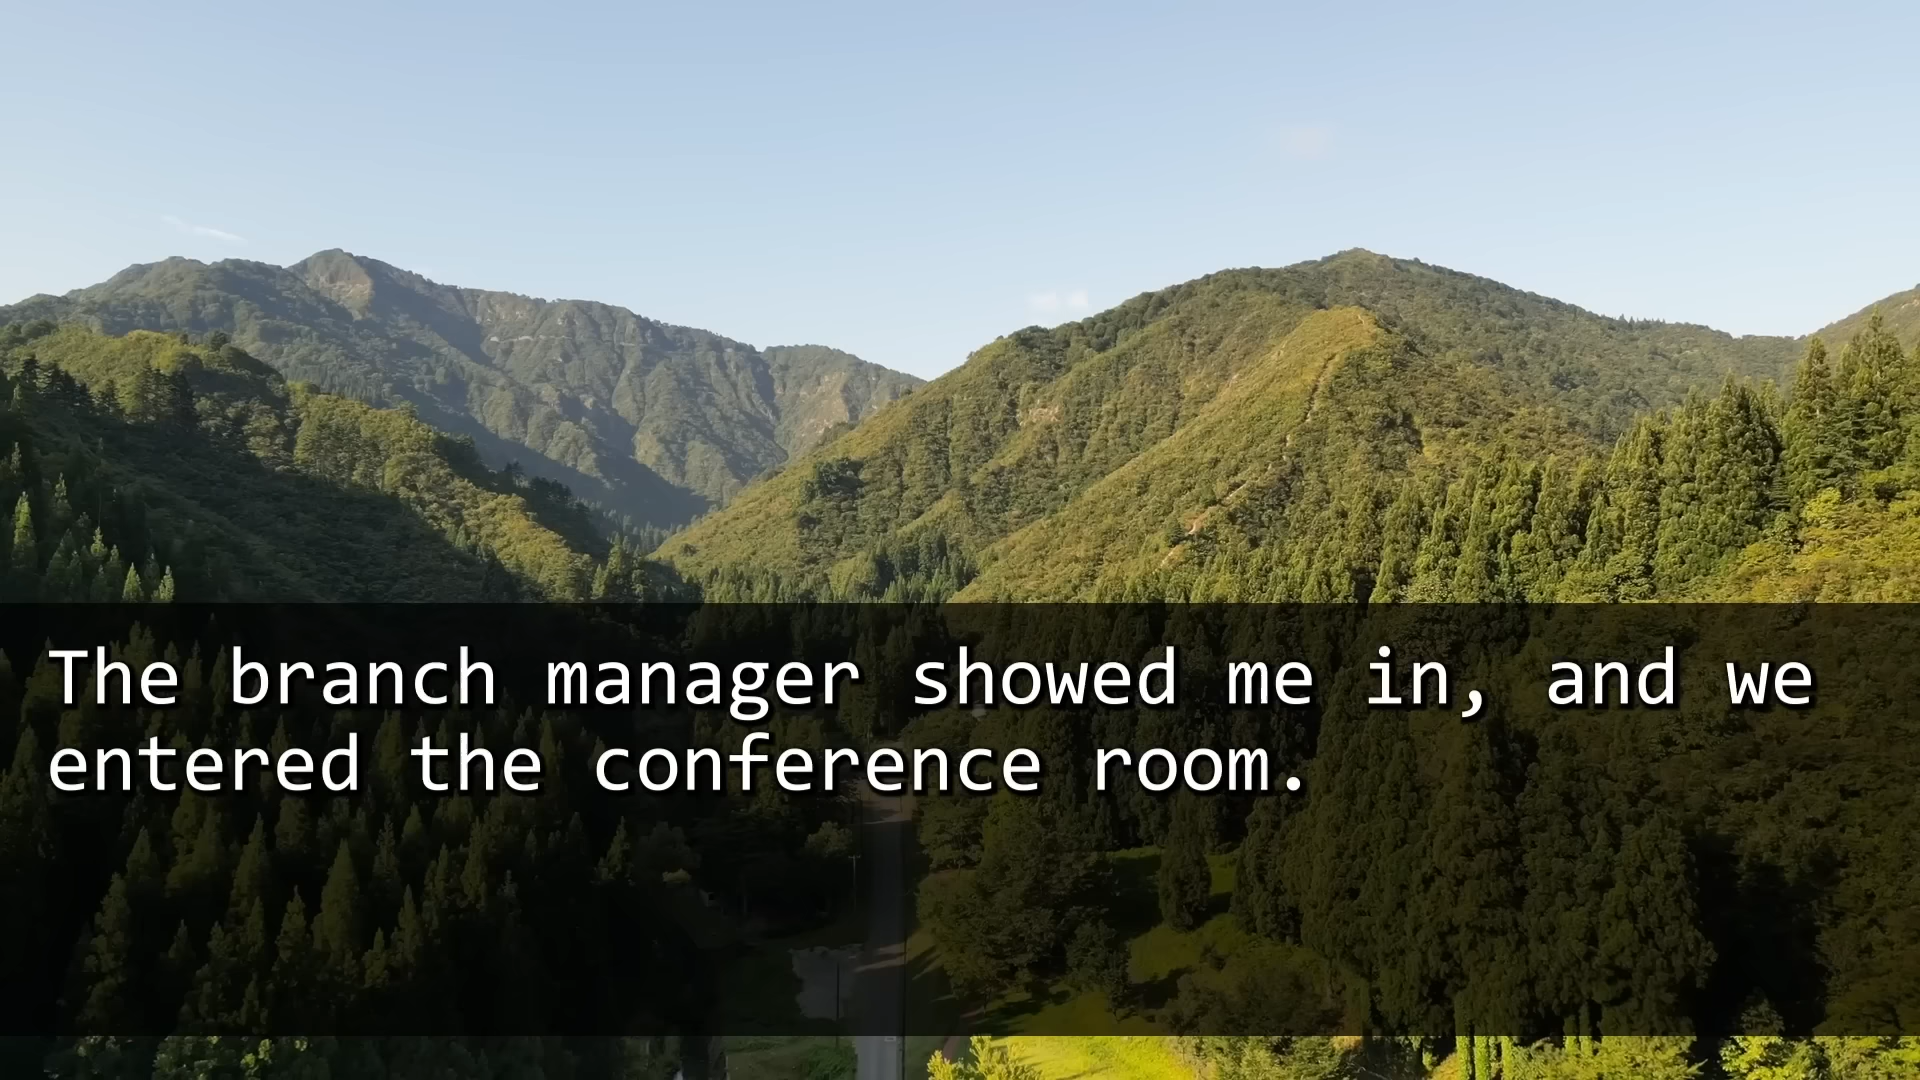 The branch manager showed me in, and we
entered the conference room.